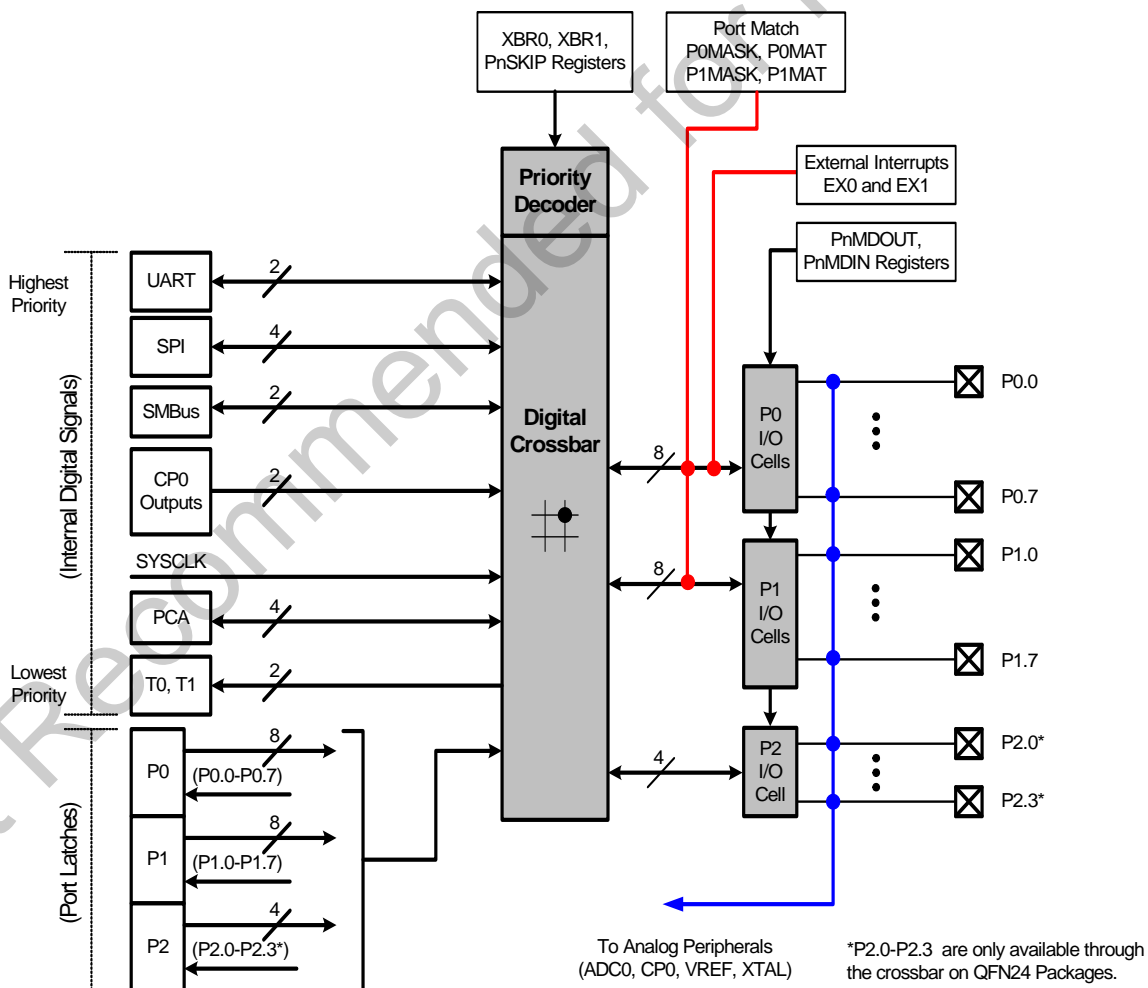 XBR0, XBR1,
PnSKIP Registers
Port Match
P0MASK, P0MAT
P1MASK, P1MAT
External Interrupts
EX0 and EX1
Priority
Decoder
PnMDOUT,
PnMDIN Registers
Highest
Priority
UART
2
SPI
4
(Internal Digital Signals)
SMBus
2
Digital
Crossbar
CP0
Outputs
2
SYSCLK
PCA
4
Lowest
Priority
T0, T1
2
8
P0
I/O
Cells
P0.0
P0.7
8
P1
I/O
Cells
P1.0
P1.7
4
P2
I/O
Cell
P2.0*
P2.3*
(Port Latches)
P0
8
(P0.0-P0.7)
P1
8
(P1.0-P1.7)
P2
4
(P2.0-P2.3*)
To Analog Peripherals
(ADC0, CP0, VREF, XTAL)
*P2.0-P2.3 are only available through
the crossbar on QFN24 Packages.
Recommended for